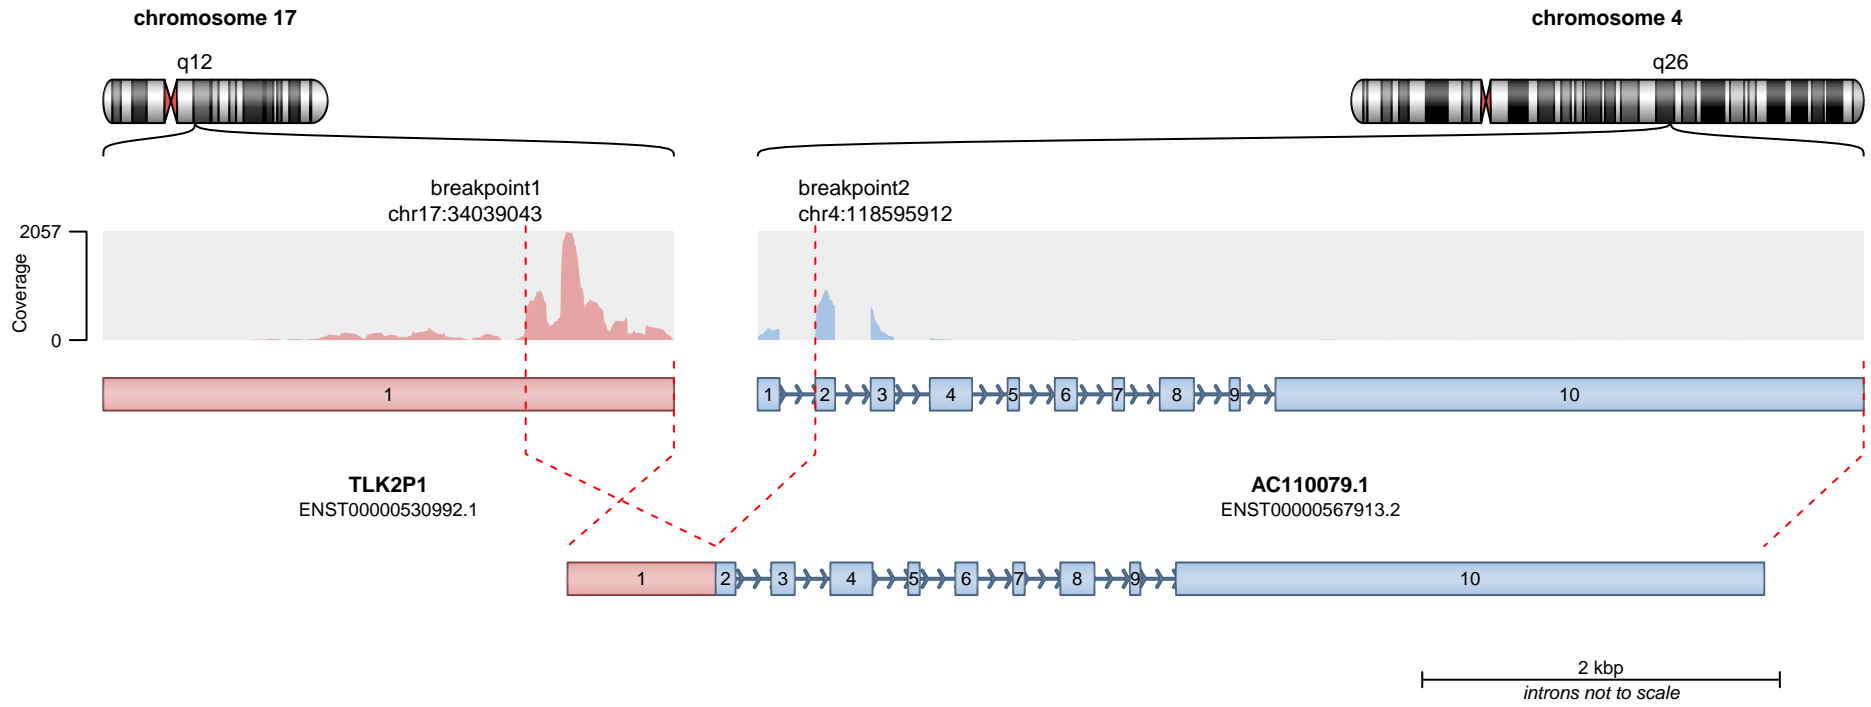 chromosome 17
chromosome 4
q12
q26
breakpoint1
chr17:34039043
breakpoint2
chr4:118595912
2057
Coverage
0
1
1 2 3 4 5 6 7 8 9 10
TLK2P1
ENST00000530992.1
AC110079.1
ENST00000567913.2
1 2 3 4 5 6 7 8 9 10
2 kbp
introns not to scale